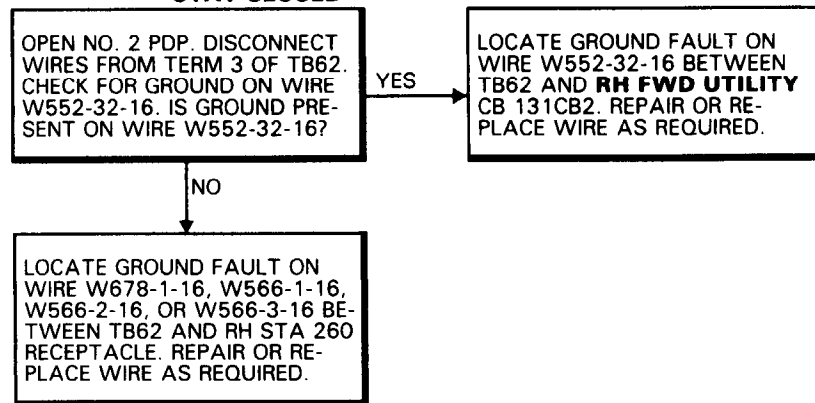 STAY CLOSED
OPEN NO. 2 PDP. DISCONNECT
WIRES FROM TERM 3 OF TB62.
CHECK FOR GROUND ON WIRE
W552-32-16. IS GROUND PRE-
SENT ON WIRE W552-32-16?
YES
LOCATE GROUND FAULT ON
WIRE W552-32-16 BETWEEN
TB62 AND RH FWD UTILITY
CB 131CB2. REPAIR OR RE-
PLACE WIRE AS REQUIRED.
NO
LOCATE GROUND FAULT ON
WIRE W678-1-16, W566-1-16,
W566-2-16, OR W566-3-16 BE-
TWEEN TB62 AND RH STA 260
RECEPTACLE. REPAIR OR RE-
PLACE WIRE AS REQUIRED.